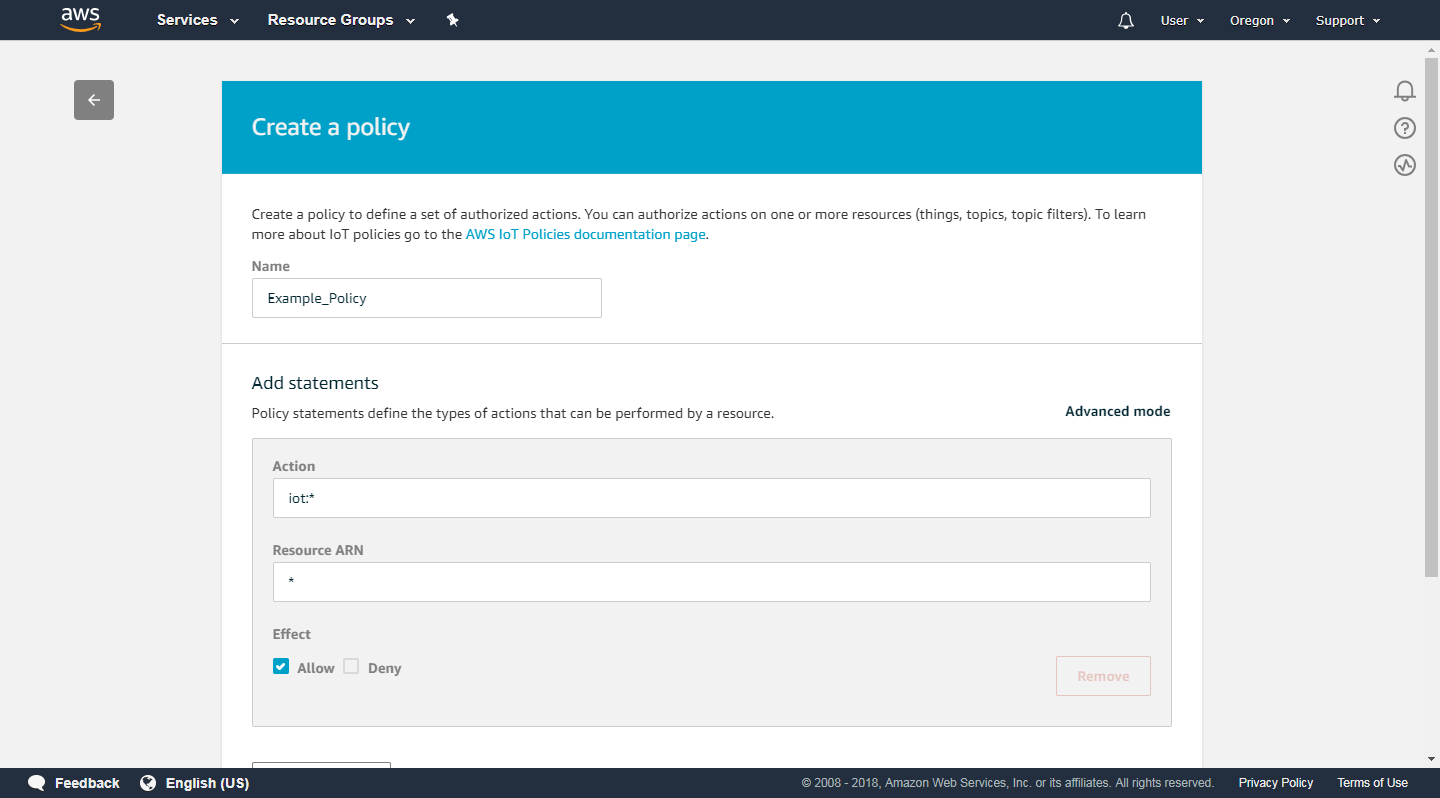 aws Services Resource Groups User Oregon Support
Create a policy
Create a policy to define a set of authorized actions. You can authorize actions on one or more resources (things, topics, topic filters). To learn
more about IoT policies go to the AWS IoT Policies documentation page.
Name
Example_Policy
Add statements
Policy statements define the types of actions that can be performed by a resource.
Advanced mode
Action
iot:*
Resource ARN
*
Effect
Allow Deny
Remove
Feedback English (US) © 2008 - 2018, Amazon Web Services, Inc. or its affiliates. All rights reserved. Privacy Policy Terms of Use